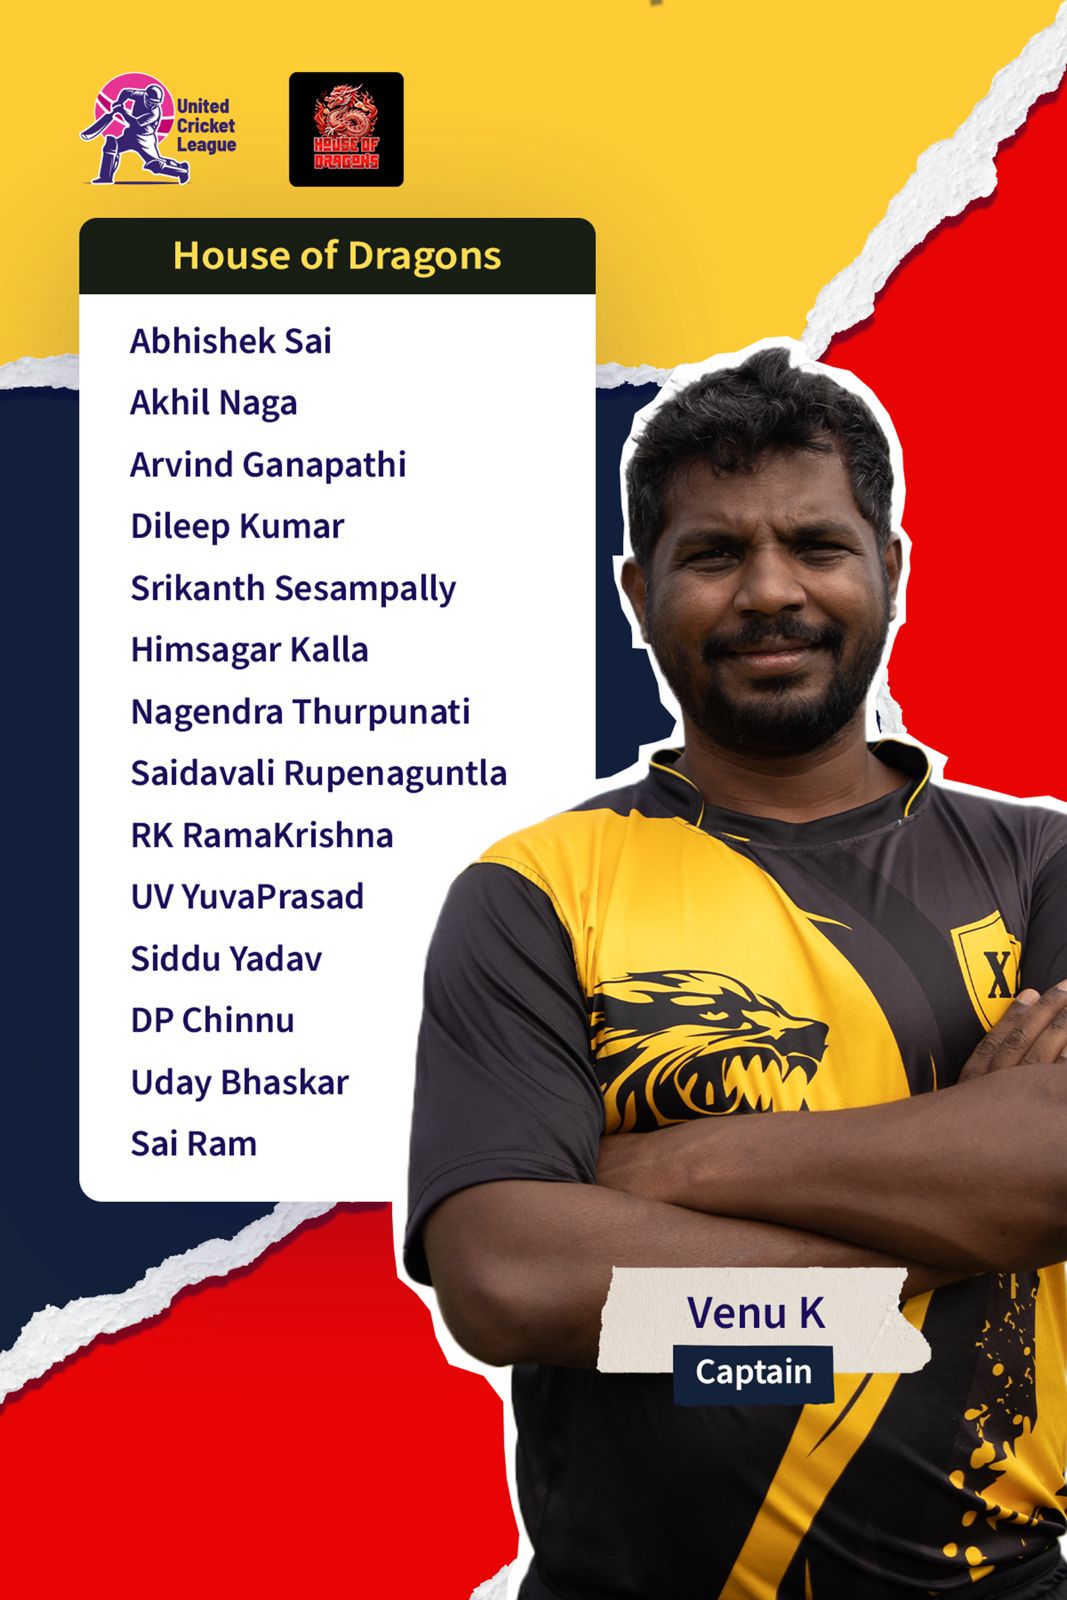 United
Cricket
League
HOUSE OF
DRAGONS
House of Dragons
Abhishek Sai
Akhil Naga
Arvind Ganapathi
Dileep Kumar
Srikanth Sesampally
Himsagar Kalla
Nagendra Thurpunati
Saidavali Rupenaguntla
RK RamaKrishna
UV YuvaPrasad
Siddu Yadav
DP Chinnu
Uday Bhaskar
Sai Ram
X
Venu K
Captain